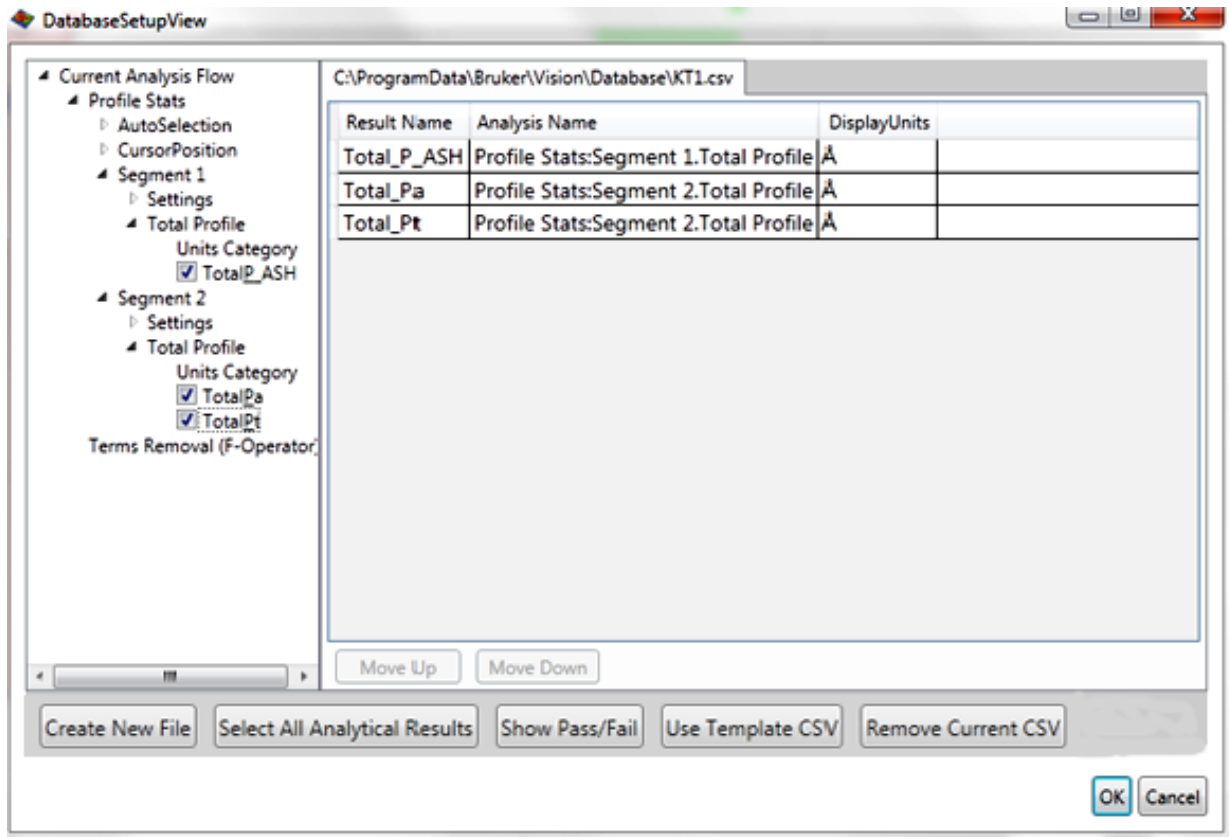 DatabaseSetupView
Current Analysis Flow
Profile Stats
AutoSelection
CursorPosition
Segment 1
Settings
Total Profile
Units Category
TotalP_ASH
Segment 2
Settings
Total Profile
Units Category
TotalPa
TotalPt
Terms Removal (F-Operator)
C:\ProgramData\Bruker\Vision\Database\KT1.csv
Result Name Analysis Name DisplayUnits
Total_P_ASH Profile Stats:Segment 1.Total Profile Å
Total_Pa Profile Stats:Segment 2.Total Profile Å
Total_Pt Profile Stats:Segment 2.Total Profile Å
Move Up Move Down
Create New File Select All Analytical Results Show Pass/Fail Use Template CSV Remove Current CSV
OK Cancel